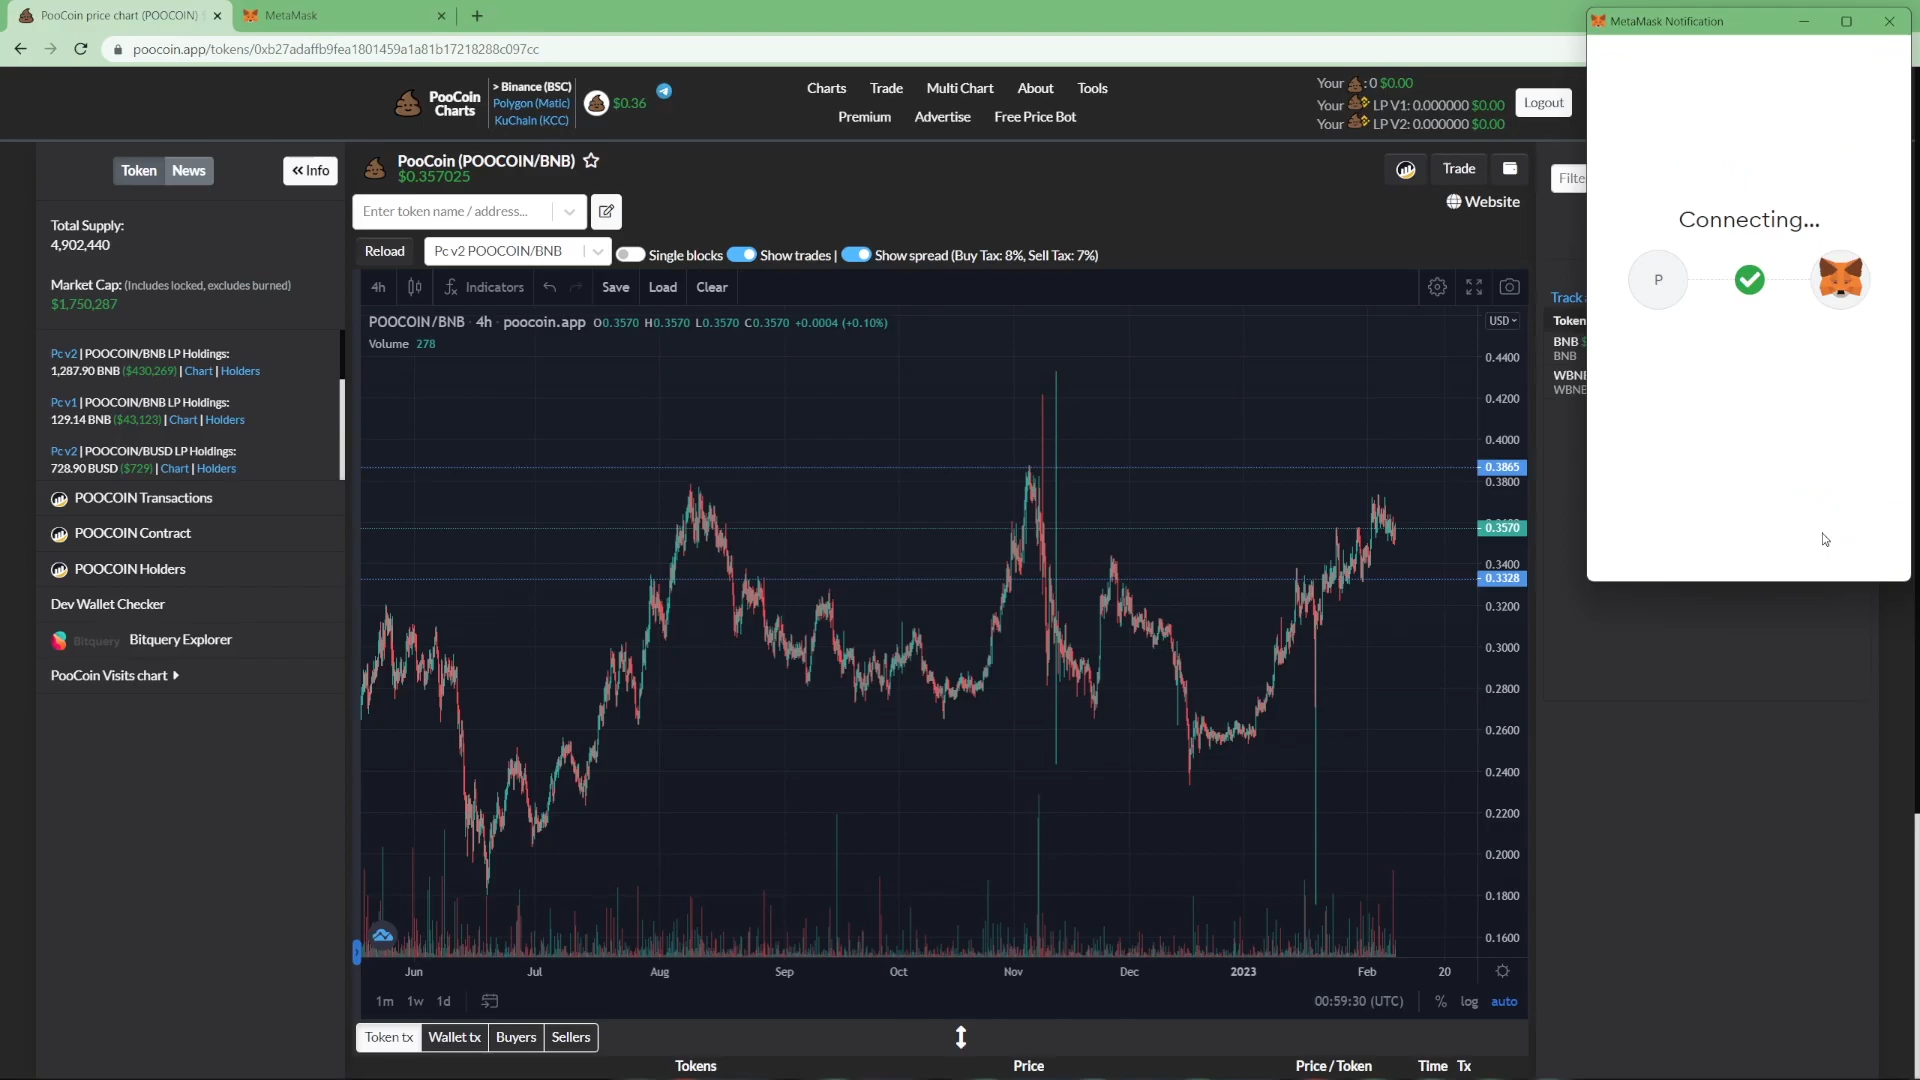 PooCoin price chart (POOCOIN)
MetaMask
MetaMask Notification
poocoin.app/tokens/0xb27adaffb9fea1801459a1a81b17218288c097cc
PooCoin
Charts
> Binance (BSC)
Polygon (Matic)
KuChain (KCC)
$0.36
Charts
Trade
Multi Chart
About
Tools
Premium
Advertise
Free Price Bot
Your : 0 $0.00
Your LP V1: 0.000000 $0.00
Your LP V2: 0.000000 $0.00
Logout
Token
News
« Info
PooCoin (POOCOIN/BNB)
$0.357025
Trade
Website
Enter token name / address...
Total Supply:
4,902,440
Market Cap: (Includes locked, excludes burned)
$1,750,287
Pc v2 | POOCOIN/BNB LP Holdings:
1,287.90 BNB ($430,269) | Chart | Holders
Pc v1 | POOCOIN/BNB LP Holdings:
129.14 BNB ($43,123) | Chart | Holders
Pc v2 | POOCOIN/BUSD LP Holdings:
728.90 BUSD ($729) | Chart | Holders
POOCOIN Transactions
POOCOIN Contract
POOCOIN Holders
Dev Wallet Checker
Bitquery
Bitquery Explorer
PooCoin Visits chart
Reload
Pc v2 POOCOIN/BNB
Single blocks
Show trades |
Show spread (Buy Tax: 8%, Sell Tax: 7%)
4h
Indicators
Save
Load
Clear
POOCOIN/BNB · 4h · poocoin.app O0.3570 H0.3570 L0.3570 C0.3570 +0.0004 (+0.10%)
Volume 278
USD
0.4400
0.4200
0.4000
0.3865
0.3800
0.3570
0.3400
0.3328
0.3200
0.3000
0.2800
0.2600
0.2400
0.2200
0.2000
0.1800
0.1600
Jun
Jul
Aug
Sep
Oct
Nov
Dec
2023
Feb
20
1m
1w
1d
00:59:30 (UTC)
%
log
auto
Token tx
Wallet tx
Buyers
Sellers
Tokens
Price
Price / Token
Time
Tx
Filte
Track
Token
BNB $
BNB
WBNB
WBNB
Connecting...
P